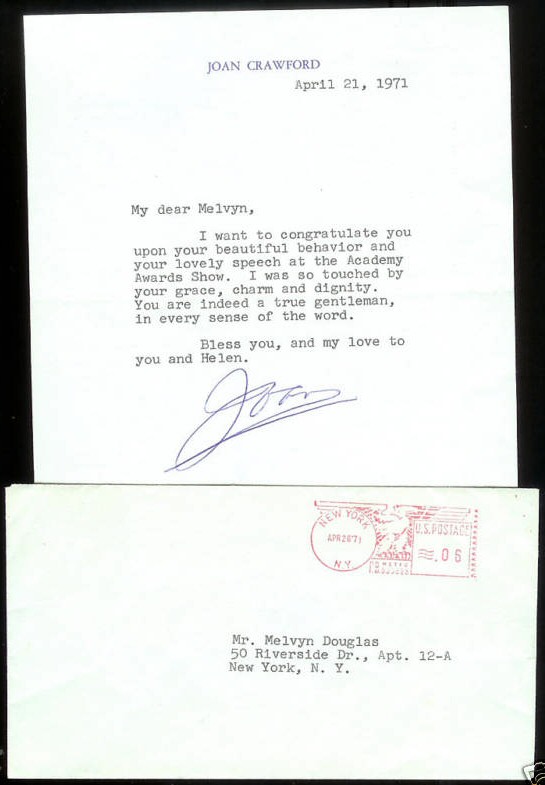 JOAN CRAWFORD
April 21, 1971
My dear Melvyn,
I want to congratulate you
upon your beautiful behavior and
your lovely speech at the Academy
Awards Show. I was so touched by
your grace, charm and dignity.
You are indeed a true gentleman,
in every sense of the word.
Bless you, and my love to
you and Helen.
Joan
NEW YORK
APR 26'71
N.Y.
U.S. POSTAGE
.06
Mr. Melvyn Douglas
50 Riverside Dr., Apt. 12-A
New York, N. Y.